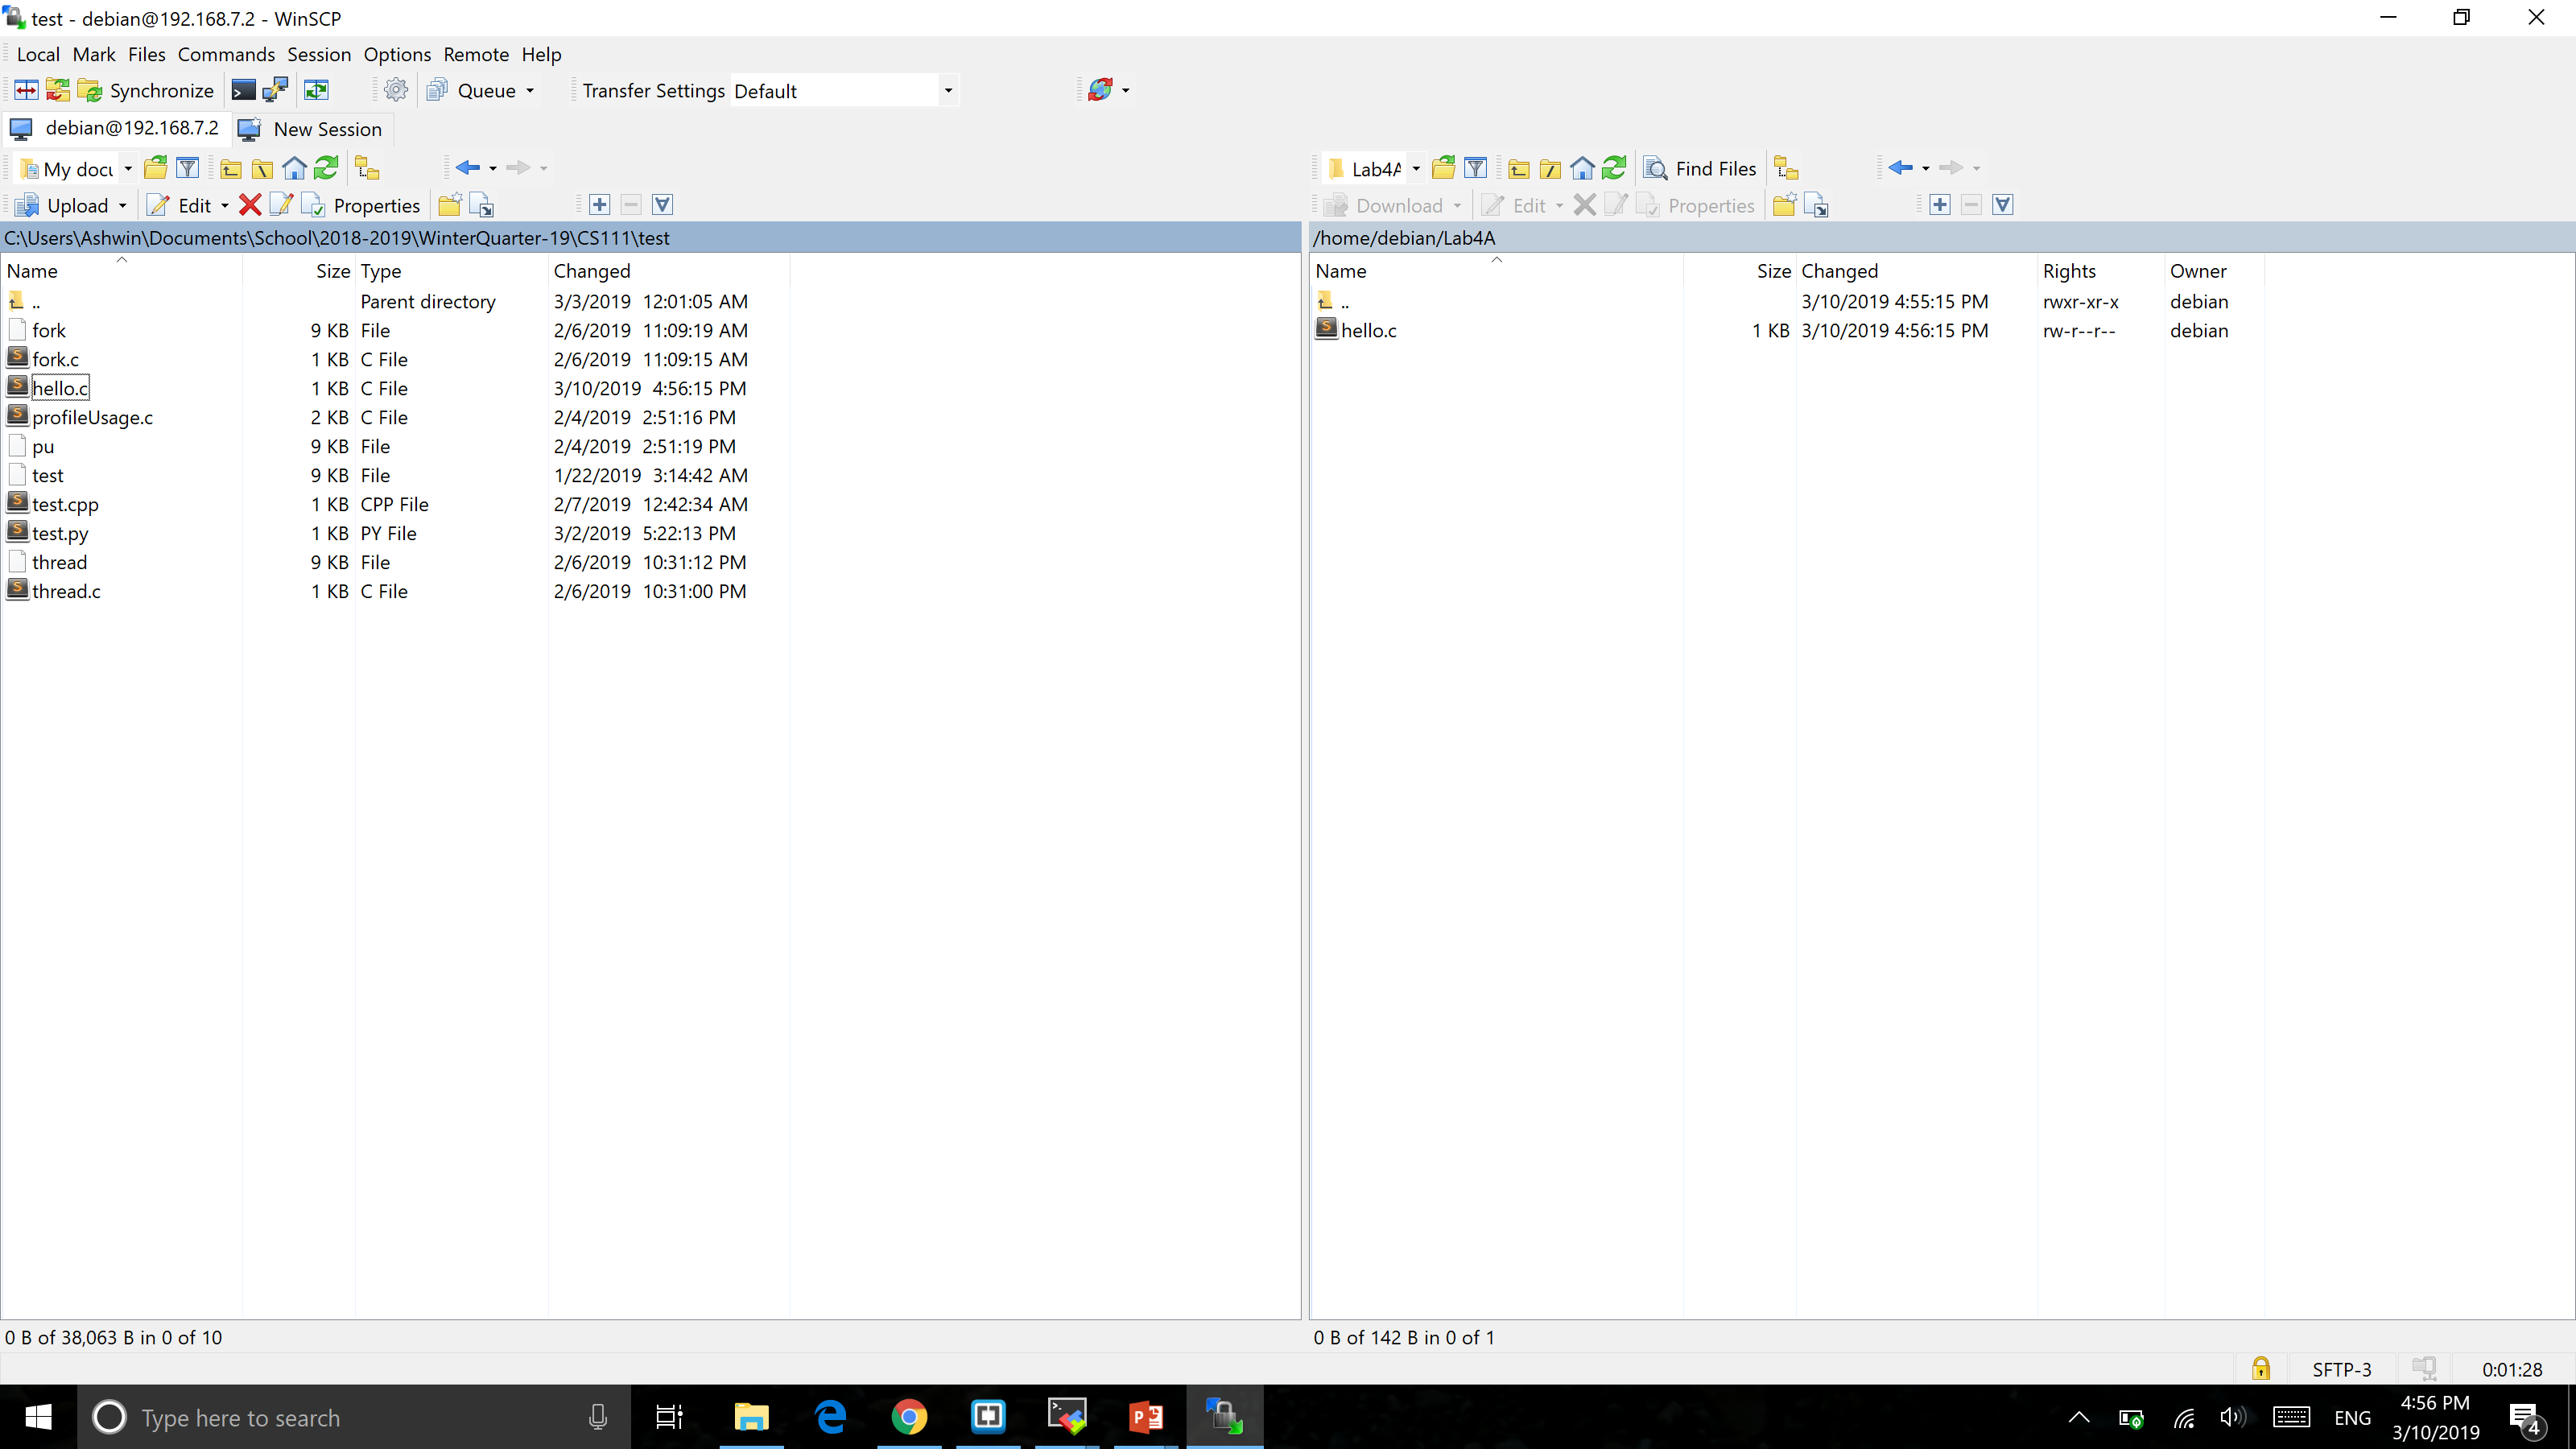 test - debian@192.168.7.2 - WinSCP
Local Mark Files Commands Session Options Remote Help
Synchronize Queue Transfer Settings Default
debian@192.168.7.2 New Session
My docu Lab4A Find Files
Upload Edit Properties Download Edit Properties
C:\Users\Ashwin\Documents\School\2018-2019\WinterQuarter-19\CS111\test
Name Size Type Changed
.. Parent directory 3/3/2019 12:01:05 AM
fork 9 KB File 2/6/2019 11:09:19 AM
fork.c 1 KB C File 2/6/2019 11:09:15 AM
hello.c 1 KB C File 3/10/2019 4:56:15 PM
profileUsage.c 2 KB C File 2/4/2019 2:51:16 PM
pu 9 KB File 2/4/2019 2:51:19 PM
test 9 KB File 1/22/2019 3:14:42 AM
test.cpp 1 KB CPP File 2/7/2019 12:42:34 AM
test.py 1 KB PY File 3/2/2019 5:22:13 PM
thread 9 KB File 2/6/2019 10:31:12 PM
thread.c 1 KB C File 2/6/2019 10:31:00 PM
0 B of 38,063 B in 0 of 10
/home/debian/Lab4A
Name Size Changed Rights Owner
.. 3/10/2019 4:55:15 PM rwxr-xr-x debian
hello.c 1 KB 3/10/2019 4:56:15 PM rw-r--r-- debian
0 B of 142 B in 0 of 1
SFTP-3 0:01:28
Type here to search
ENG
4:56 PM
3/10/2019
4